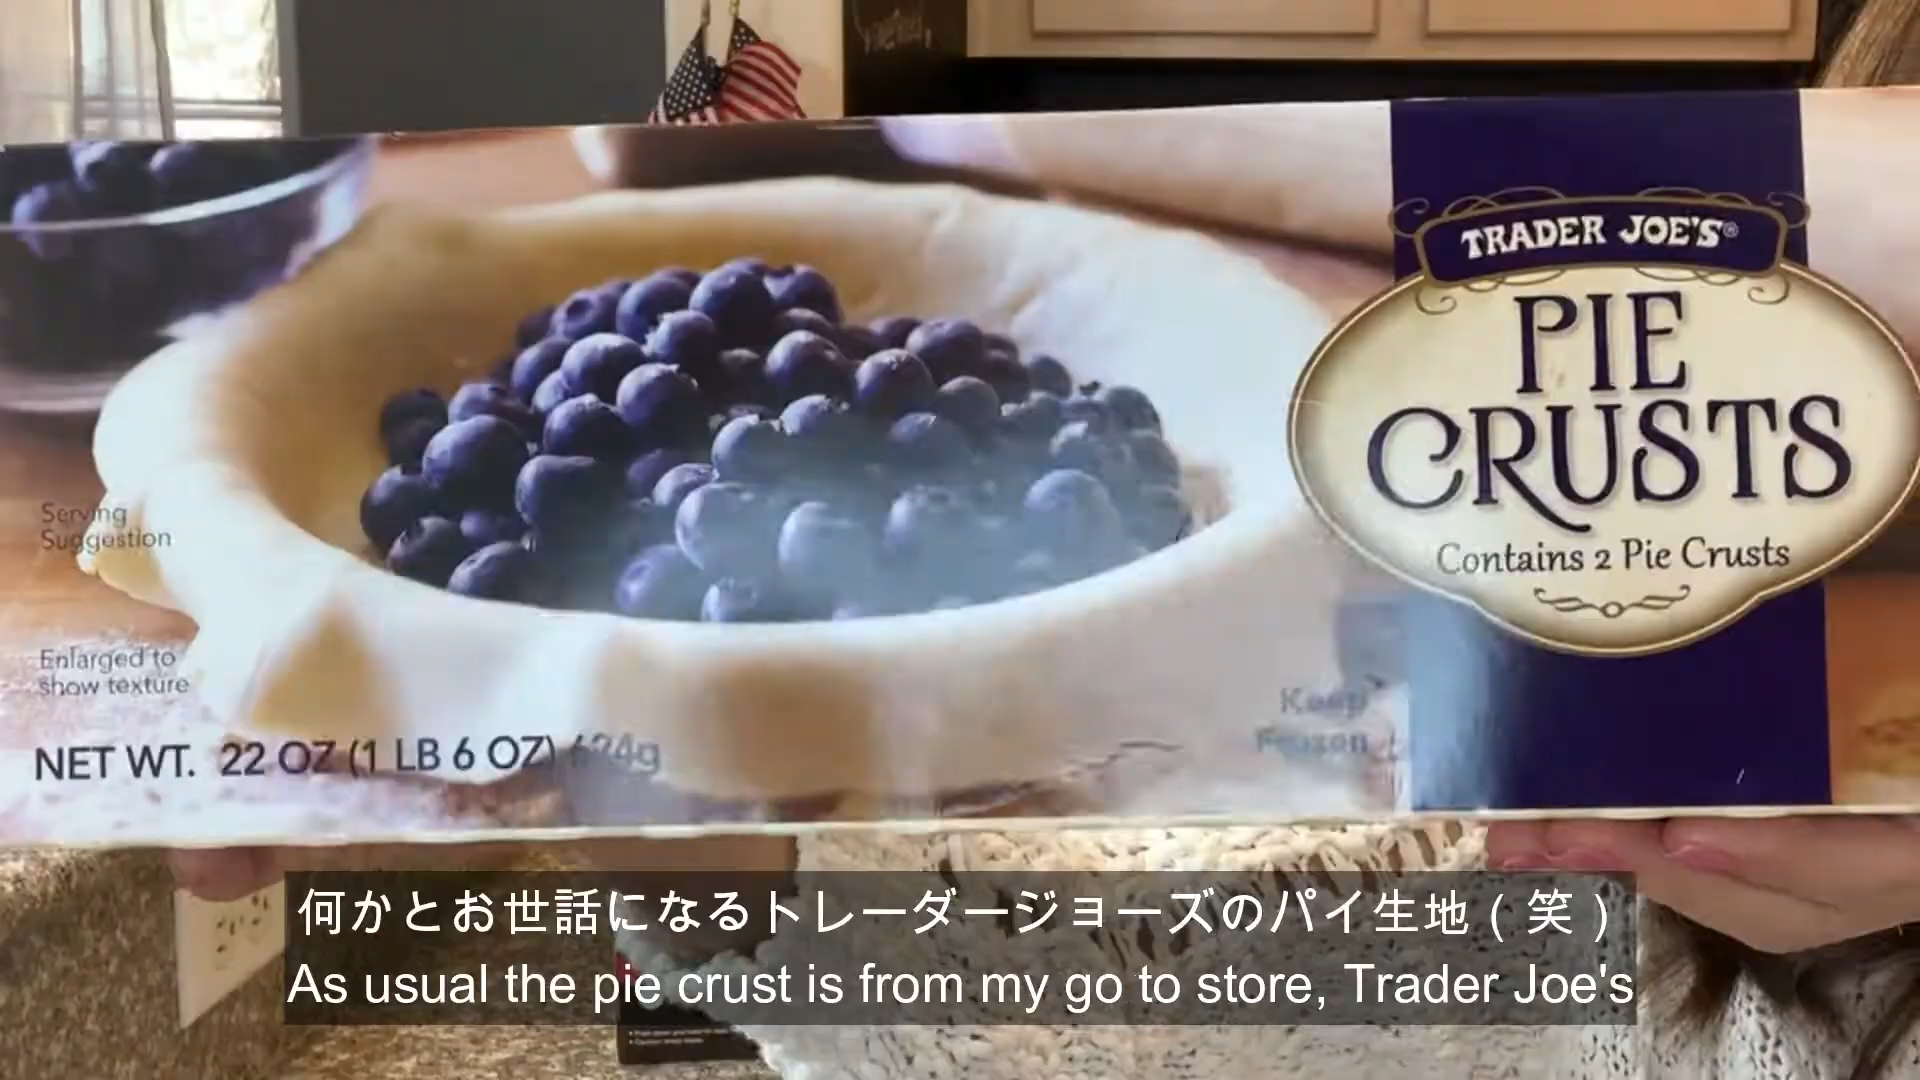 TRADER JOE'S®
PIE
CRUSTS
Contains 2 Pie Crusts
Serving
Suggestion
Enlarged to
show texture
NET WT. 22 OZ (1 LB 6 OZ) 624g
Keep
Frozen
何かとお世話になるトレーダージョーズのパイ生地(笑)
As usual the pie crust is from my go to store, Trader Joe's